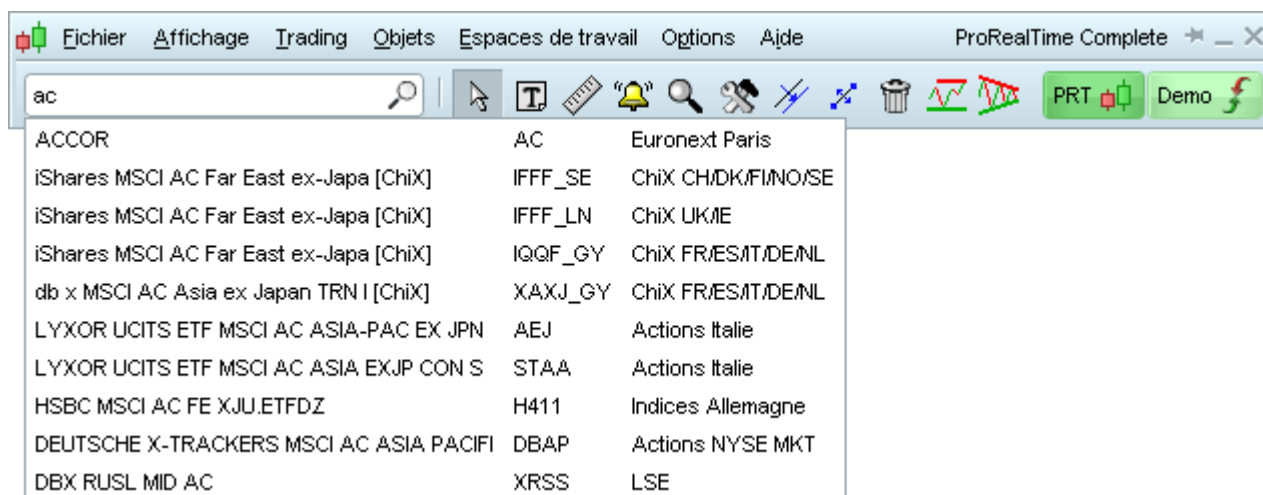 Fichier Affichage Trading Objets Espaces de travail Options Aide ProRealTime Complete
ac T PRT Demo
ACCOR AC Euronext Paris
iShares MSCI AC Far East ex-Japa [ChiX] IFFF_SE ChiX CH/DK/FI/NO/SE
iShares MSCI AC Far East ex-Japa [ChiX] IFFF_LN ChiX UK/IE
iShares MSCI AC Far East ex-Japa [ChiX] IQQF_GY ChiX FR/ES/IT/DE/NL
db x MSCI AC Asia ex Japan TRN I [ChiX] XAXJ_GY ChiX FR/ES/IT/DE/NL
LYXOR UCITS ETF MSCI AC ASIA-PAC EX JPN AEJ Actions Italie
LYXOR UCITS ETF MSCI AC ASIA EXJP CON S STAA Actions Italie
HSBC MSCI AC FE XJU.ETFDZ H411 Indices Allemagne
DEUTSCHE X-TRACKERS MSCI AC ASIA PACIFI DBAP Actions NYSE MKT
DBX RUSL MID AC XRSS LSE